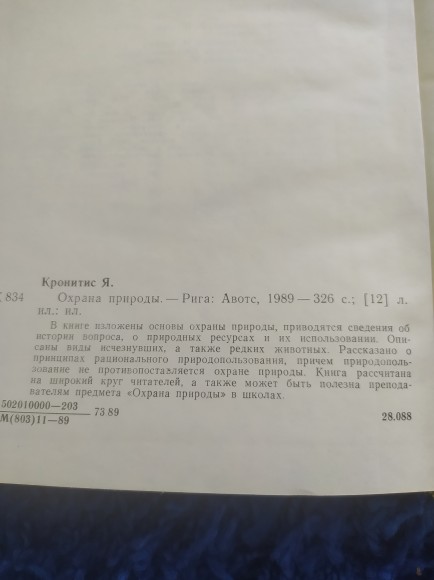 Кронитис Я.
К 834 Охрана природы. — Рига: Авотс, 1989 — 326 с.; [12] л.
ил.: ил.
В книге изложены основы охраны природы, приводятся сведения об
истории вопроса, о природных ресурсах и их использовании. Опи-
саны виды исчезнувших, а также редких животных. Рассказано о
принципах рационального природопользования, причем природополь-
зование не противопоставляется охране природы. Книга рассчитана
на широкий круг читателей, а также может быть полезна препода-
вателям предмета «Охрана природы» в школах.
502010000—203
М(803)11—89
73 89
28.088